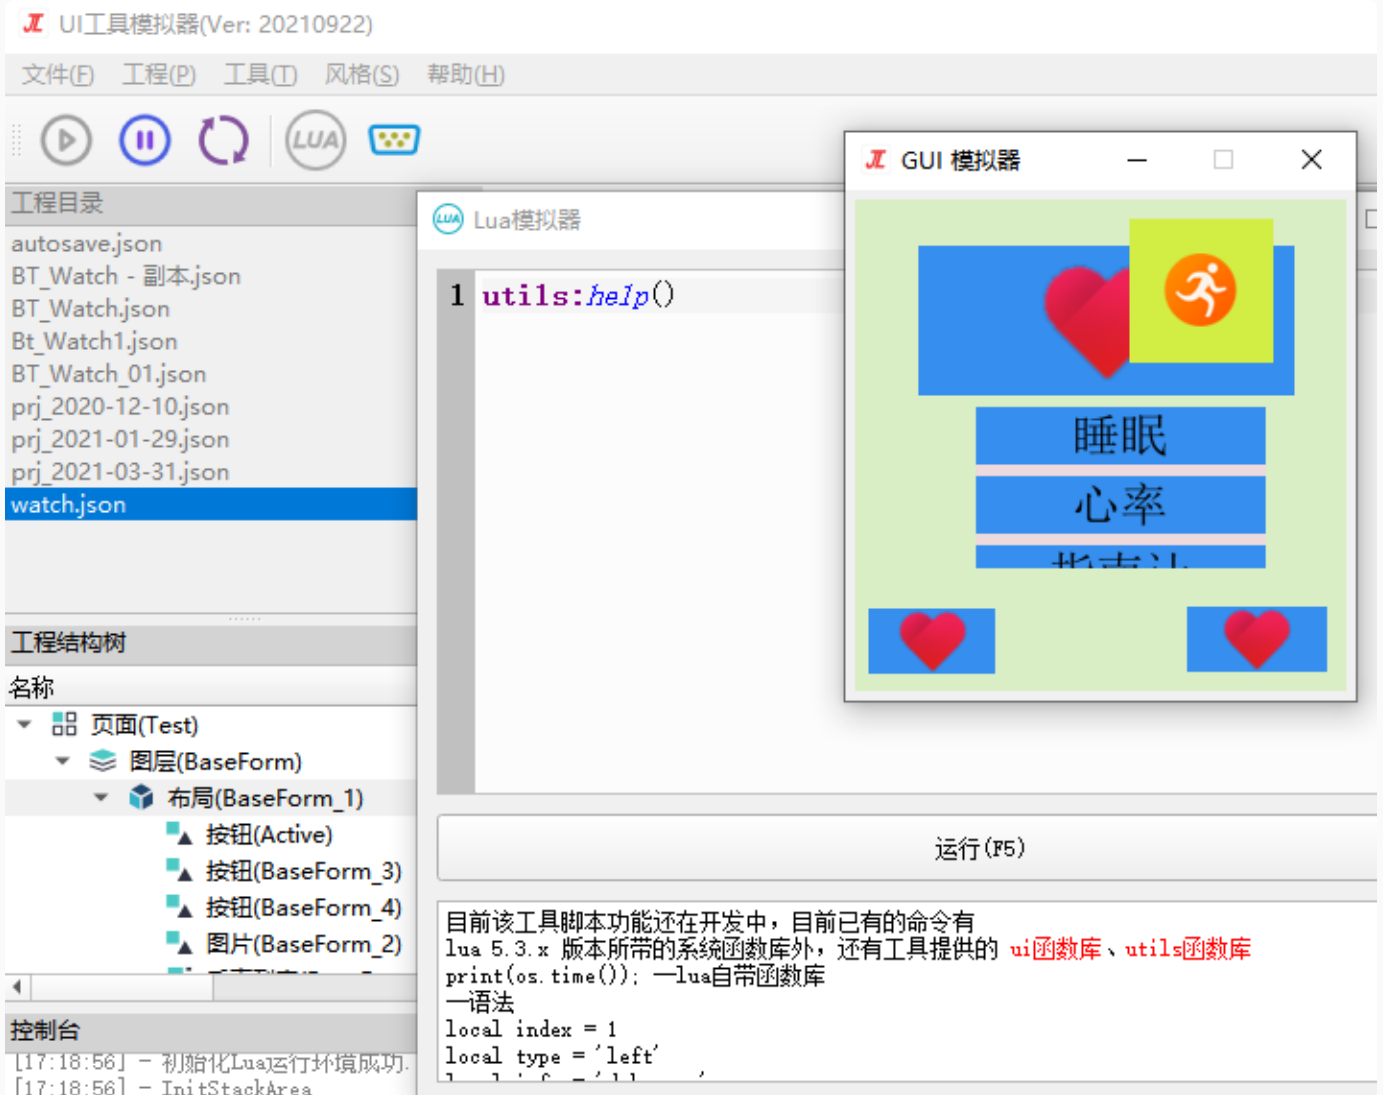 UI工具模拟器(Ver: 20210922)
文件(F) 工程(P) 工具(T) 风格(S) 帮助(H)
LUA
GUI 模拟器
工程目录
autosave.json
BT_Watch - 副本.json
BT_Watch.json
Bt_Watch1.json
BT_Watch_01.json
prj_2020-12-10.json
prj_2021-01-29.json
prj_2021-03-31.json
watch.json
LUA Lua模拟器
1 utils:help()
睡眠
心率
工程结构树
名称
页面(Test)
图层(BaseForm)
布局(BaseForm_1)
按钮(Active)
按钮(BaseForm_3)
按钮(BaseForm_4)
图片(BaseForm_2)
运行(F5)
目前该工具脚本功能还在开发中，目前已有的命令有
lua 5.3.x 版本所带的系统函数库外，还有工具提供的 ui函数库、utils函数库
print(os.time()); —lua自带函数库
—语法
local index = 1
local type = 'left'
控制台
[17:18:56] - 初始化Lua运行环境成功.
[17:18:56] - InitStackArea